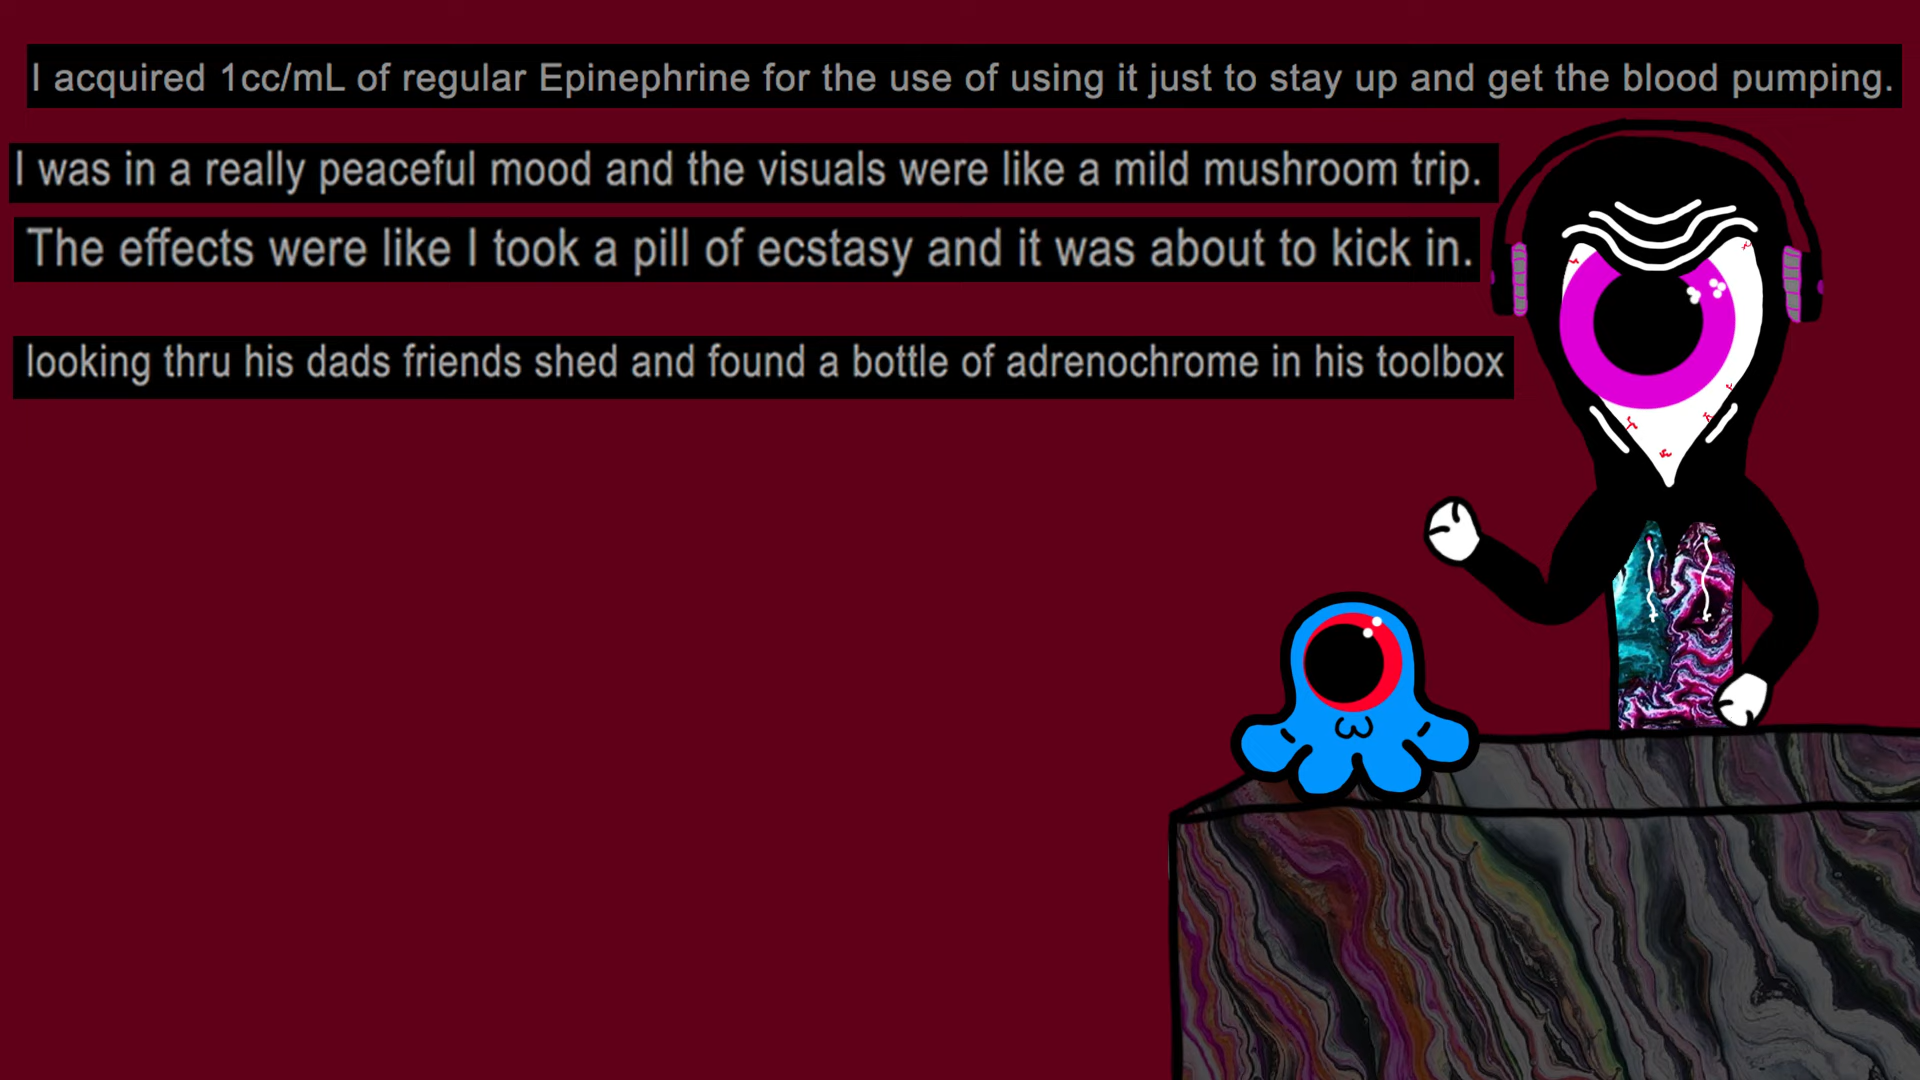 I acquired 1cc/mL of regular Epinephrine for the use of using it just to stay up and get the blood pumping.
I was in a really peaceful mood and the visuals were like a mild mushroom trip.
The effects were like I took a pill of ecstasy and it was about to kick in.
looking thru his dads friends shed and found a bottle of adrenochrome in his toolbox